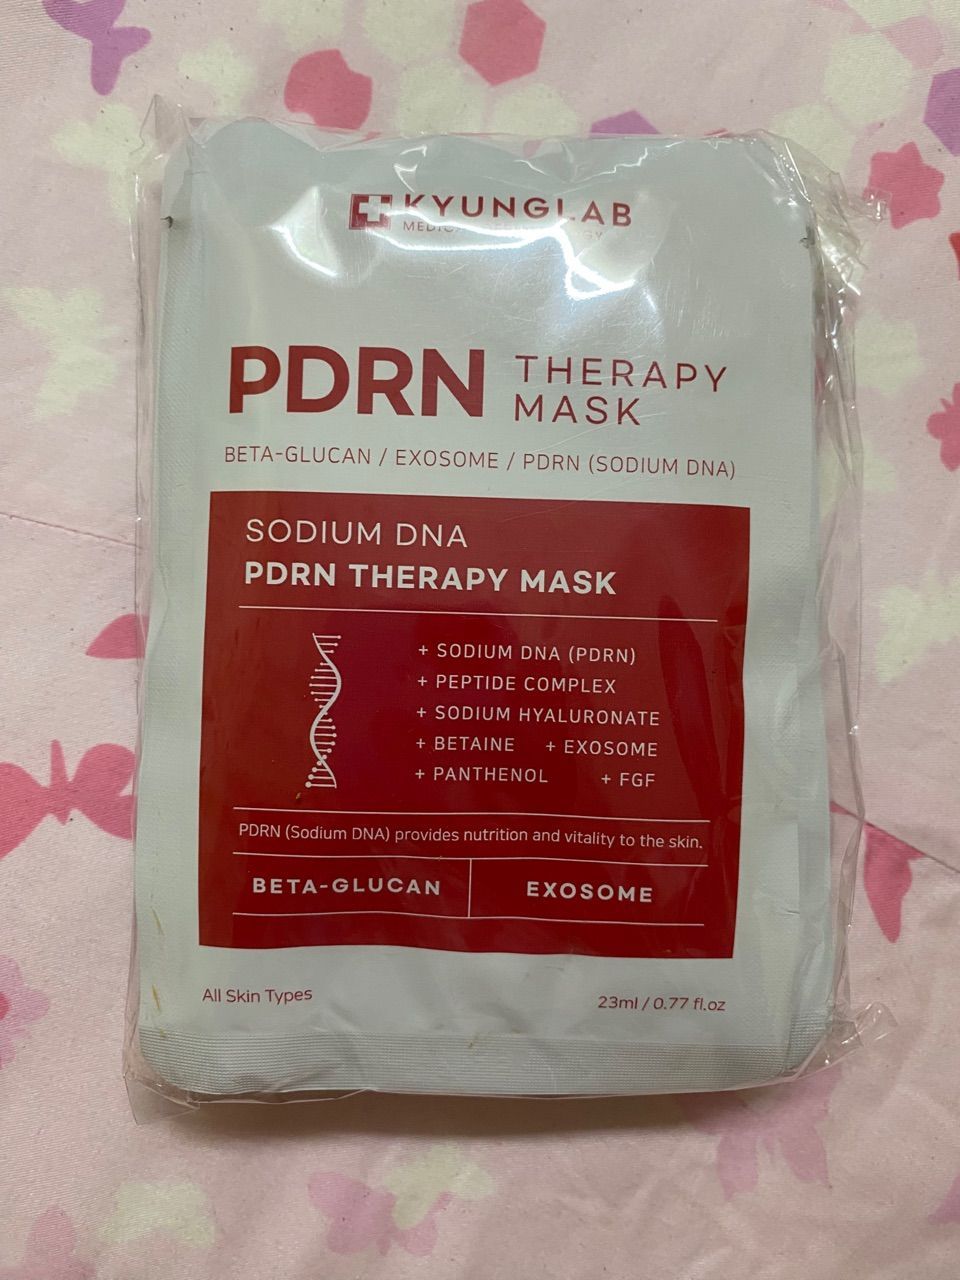 KYUNGLAB
PDRN THERAPY
MASK
BETA-GLUCAN / EXOSOME / PDRN (SODIUM DNA)
SODIUM DNA
PDRN THERAPY MASK
+ SODIUM DNA (PDRN)
+ PEPTIDE COMPLEX
+ SODIUM HYALURONATE
+ BETAINE + EXOSOME
+ PANTHENOL + FGF
PDRN (Sodium DNA) provides nutrition and vitality to the skin.
BETA-GLUCAN EXOSOME
All Skin Types 23ml / 0.77 fl.oz